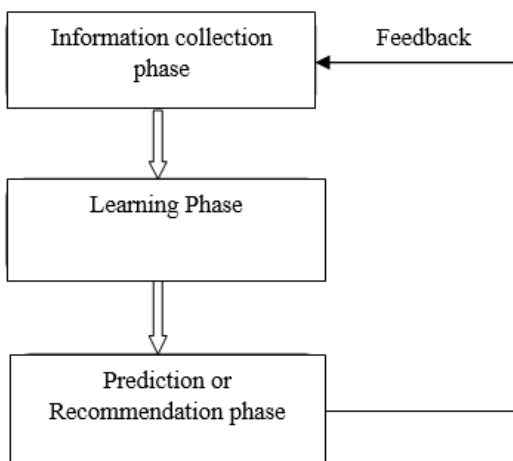 Information collection
phase
Feedback
Learning Phase
Prediction or
Recommendation phase